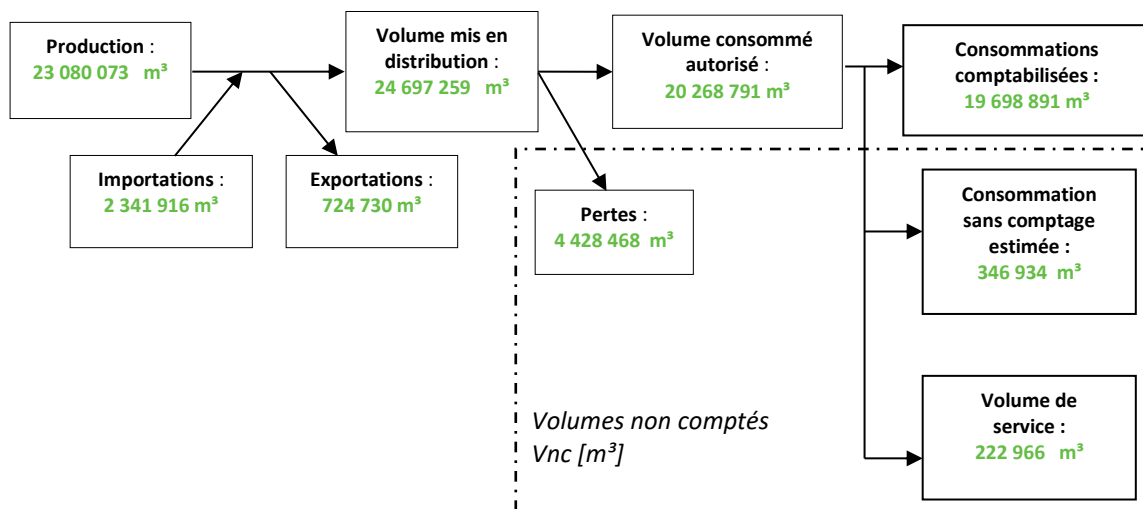 Production :
23 080 073 m³
Volume mis en
distribution :
24 697 259 m³
Volume consommé
autorisé :
20 268 791 m³
Consommations
comptabilisées :
19 698 891 m³
Importations :
2 341 916 m³
Exportations :
724 730 m³
Pertes :
4 428 468 m³
Consommation
sans comptage
estimée :
346 934 m³
Volumes non comptés
Vnc [m³]
Volume de
service :
222 966 m³